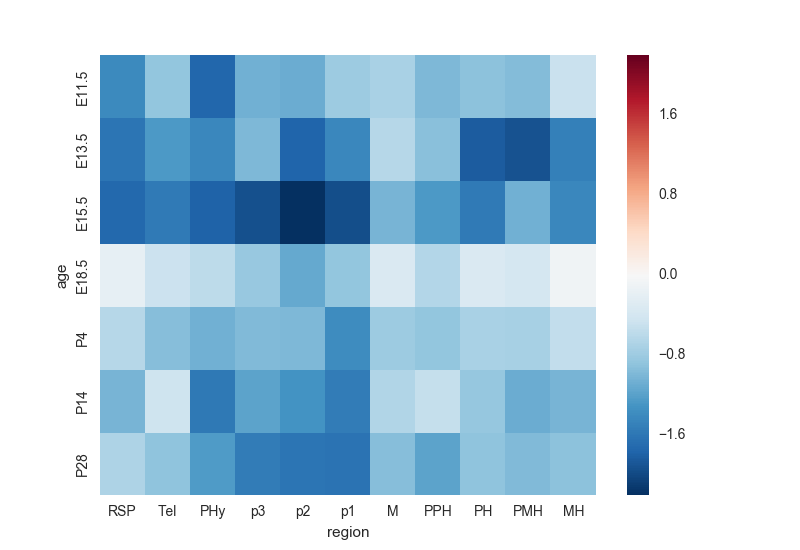 age
E11.5
E13.5
E15.5
E18.5
P4
P14
P28
RSP Tel PHy p3 p2 p1 M PPH PH PMH MH
region
1.6
0.8
0.0
−0.8
−1.6